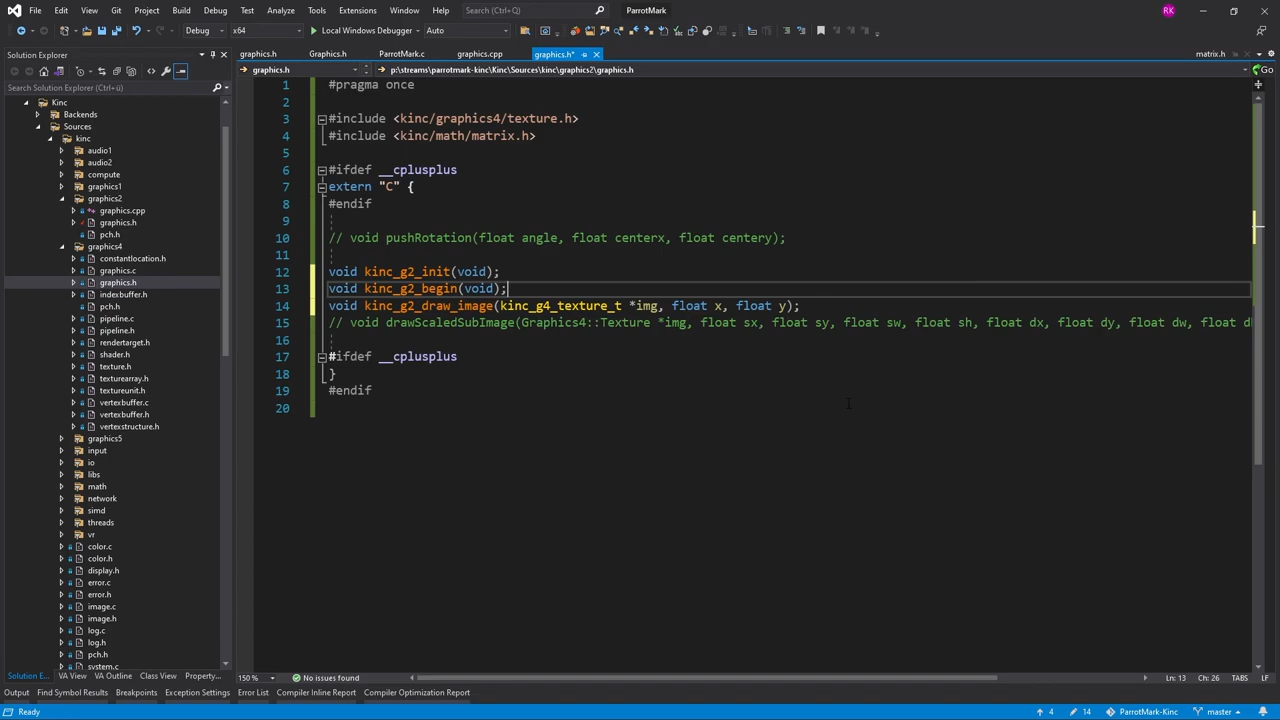 File Edit View Git Project Build Debug Test Analyze Tools Extensions Window Help Search (Ctrl+Q) ParrotMark RK
Debug x64 Local Windows Debugger Auto
Solution Explorer
graphics.h Graphics.h ParrotMark.c graphics.cpp graphics.h* matrix.h
graphics.h p:\streams\parrotmark-kinc\Kinc\Sources\kinc\graphics2\graphics.h Go
Search Solution Explorer (Ctrl+ü)
Kinc
Backends
Sources
kinc
audio1
audio2
compute
graphics1
graphics2
graphics.cpp
graphics.h
pch.h
graphics4
constantlocation.h
graphics.c
graphics.h
indexbuffer.h
pch.h
pipeline.c
pipeline.h
rendertarget.h
shader.h
texture.h
texturearray.h
textureunit.h
vertexbuffer.c
vertexbuffer.h
vertexstructure.h
graphics5
input
io
libs
math
network
simd
threads
vr
color.c
color.h
display.h
error.c
error.h
image.c
image.h
log.c
log.h
pch.h
system.c
1 #pragma once
2
3 #include <kinc/graphics4/texture.h>
4 #include <kinc/math/matrix.h>
5
6 #ifdef __cplusplus
7 extern "C" {
8 #endif
9
10 // void pushRotation(float angle, float centerx, float centery);
11
12 void kinc_g2_init(void);
13 void kinc_g2_begin(void);
14 void kinc_g2_draw_image(kinc_g4_texture_t *img, float x, float y);
15 // void drawScaledSubImage(Graphics4::Texture *img, float sx, float sy, float sw, float sh, float dx, float dy, float dw, float d
16
17 #ifdef __cplusplus
18 }
19 #endif
20
Solution E... VA View VA Outline Class View Property...
150 % No issues found Ln: 13 Ch: 26 TABS LF
Output Find Symbol Results Breakpoints Exception Settings Error List Compiler Inline Report Compiler Optimization Report
Ready 4 14 ParrotMark-Kinc master